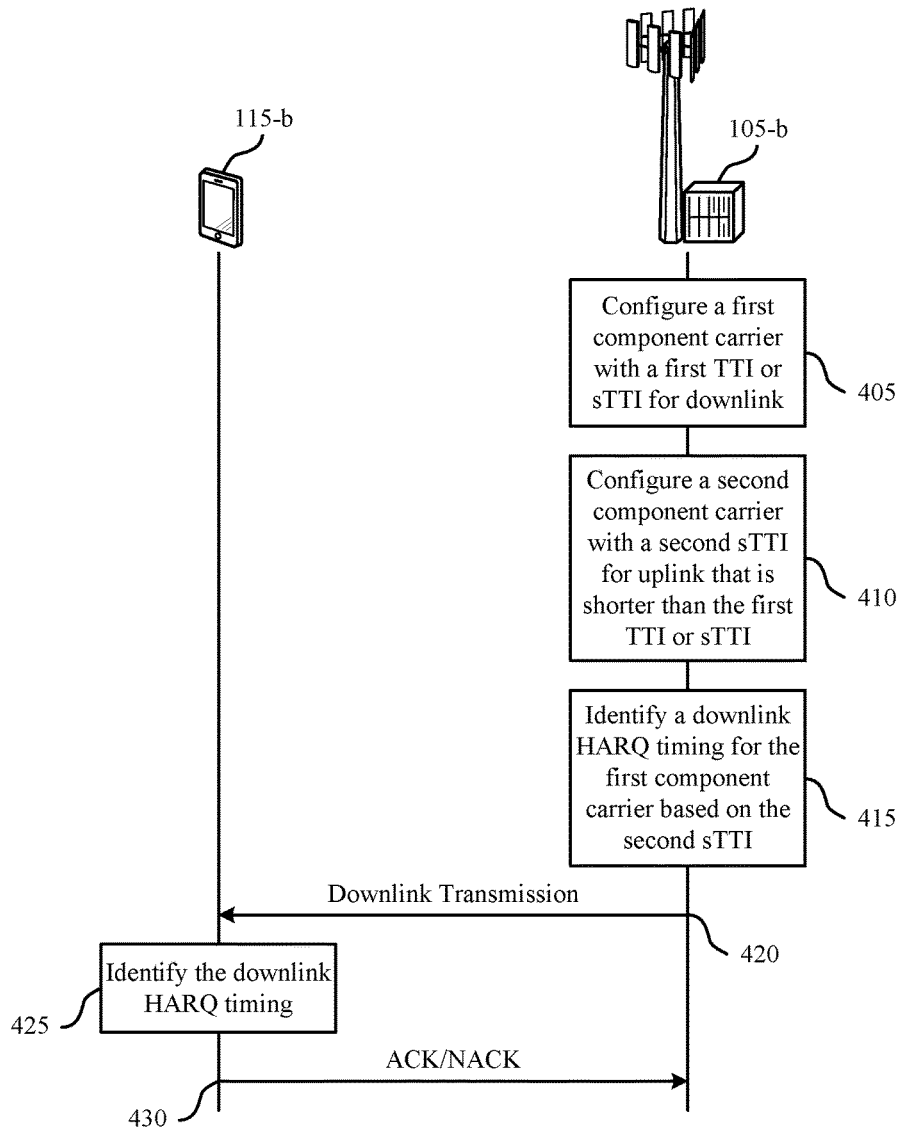 115-b
105-b
Configure a first
component carrier
with a first TTI or
sTTI for downlink
405
Configure a second
component carrier
with a second sTTI
for uplink that is
shorter than the first
TTI or sTTI
410
Identify a downlink
HARQ timing for the
first component
carrier based on the
second sTTI
415
Downlink Transmission
420
Identify the downlink
HARQ timing
425
ACK/NACK
430